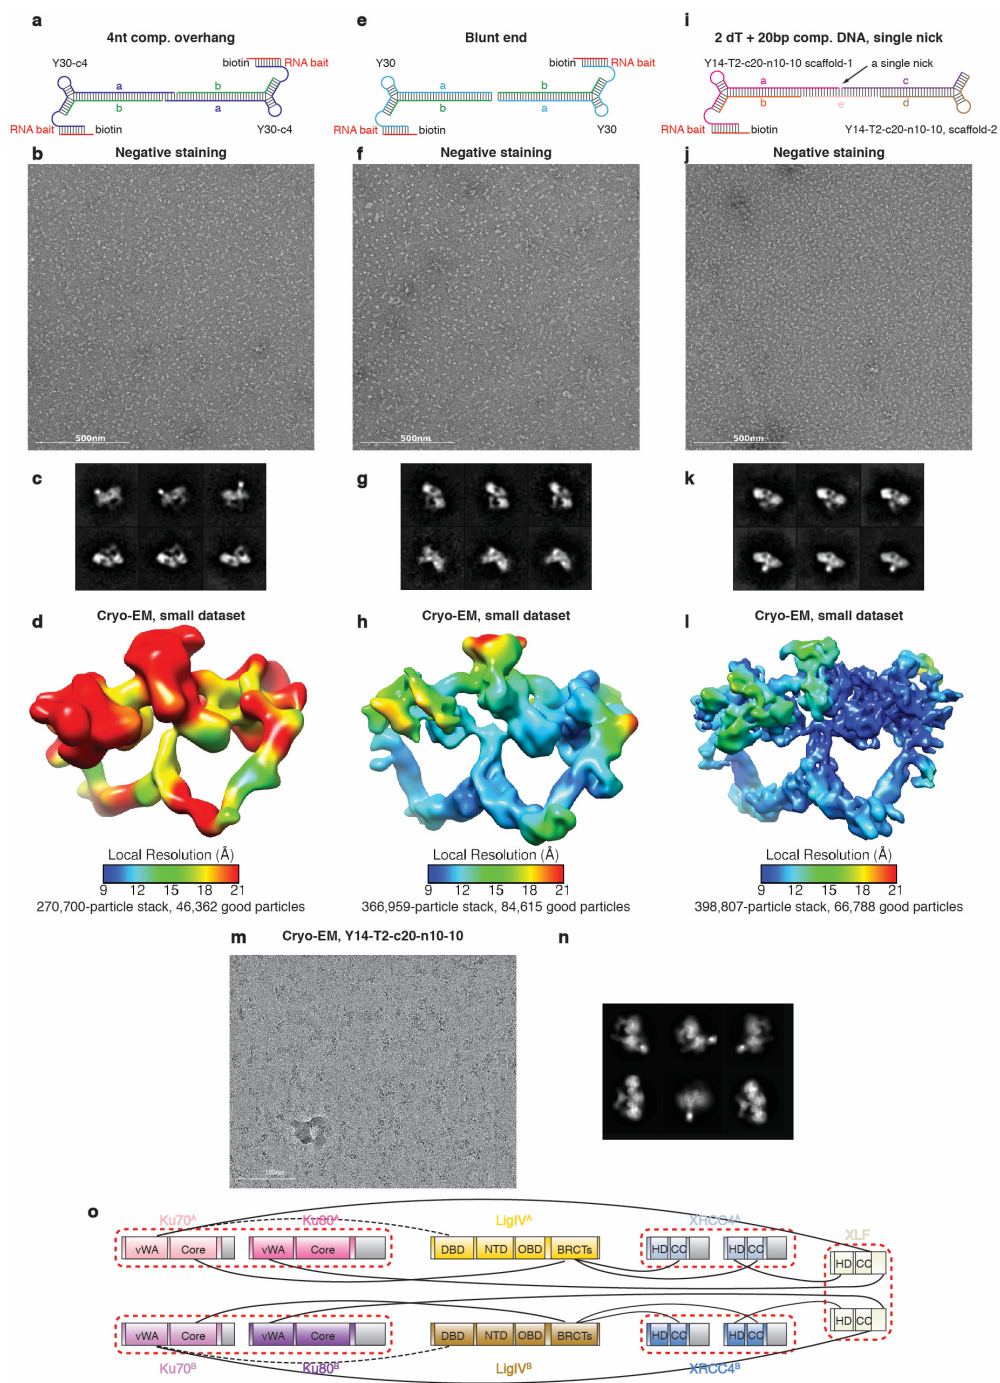 a
4nt comp. overhang
Y30-c4
biotin
RNA bait
a
b
b
a
RNA bait
biotin
Y30-c4
e
Blunt end
Y30
biotin
RNA bait
a
b
b
a
RNA bait
biotin
Y30
i
2 dT + 20bp comp. DNA, single nick
Y14-T2-c20-n10-10 scaffold-1
a single nick
a
c
b
e
d
RNA bait
biotin
Y14-T2-c20-n10-10, scaffold-2
b
Negative staining
500nm
f
Negative staining
500nm
j
Negative staining
500nm
c
g
k
d
Cryo-EM, small dataset
Local Resolution (Å)
9 12 15 18 21
270,700-particle stack, 46,362 good particles
h
Cryo-EM, small dataset
Local Resolution (Å)
9 12 15 18 21
366,959-particle stack, 84,615 good particles
l
Cryo-EM, small dataset
Local Resolution (Å)
9 12 15 18 21
398,807-particle stack, 66,788 good particles
m
Cryo-EM, Y14-T2-c20-n10-10
100nm
n
o
Ku70A
Ku80A
LigIVA
XRCC4A
XLF
vWA Core
vWA Core
DBD NTD OBD BRCTs
HD CC
HD CC
HD CC
HD CC
vWA Core
vWA Core
DBD NTD OBD BRCTs
HD CC
HD CC
Ku70B
Ku80B
LigIVB
XRCC4B